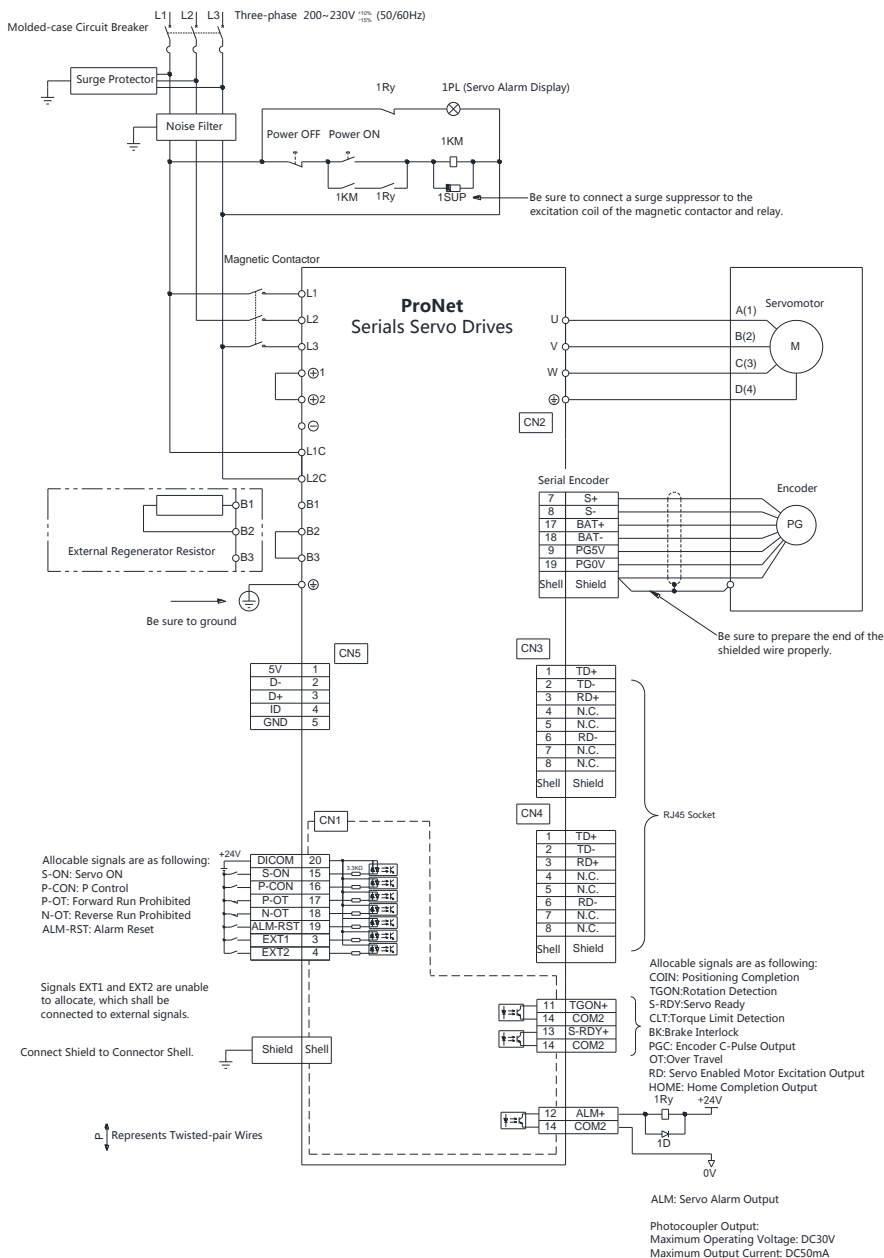 L1 L2 L3 Three-phase 200~230V +10% -15% (50/60Hz)
Molded-case Circuit Breaker
Surge Protector
Noise Filter
1Ry 1PL (Servo Alarm Display)
Power OFF Power ON
1KM
1KM 1Ry 1SUP
Be sure to connect a surge suppressor to the
excitation coil of the magnetic contactor and relay.
Magnetic Contactor
ProNet
Serials Servo Drives
L1
L2
L3
⊕1
⊕2
⊖
L1C
L2C
B1
B2
B3
B1
B2
B3
External Regenerator Resistor
Be sure to ground
U
V
W
A(1)
B(2)
C(3)
D(4)
Servomotor
M
CN2
Serial Encoder
7 S+
8 S-
17 BAT+
18 BAT-
9 PG5V
19 PG0V
Shell Shield
Encoder
PG
Be sure to prepare the end of the
shielded wire properly.
CN5
5V 1
D- 2
D+ 3
ID 4
GND 5
CN3
1 TD+
2 TD-
3 RD+
4 N.C.
5 N.C.
6 RD-
7 N.C.
8 N.C.
Shell Shield
CN4
1 TD+
2 TD-
3 RD+
4 N.C.
5 N.C.
6 RD-
7 N.C.
8 N.C.
Shell Shield
RJ45 Socket
CN1
Allocable signals are as following:
S-ON: Servo ON
P-CON: P Control
P-OT: Forward Run Prohibited
N-OT: Reverse Run Prohibited
ALM-RST: Alarm Reset
+24V
DICOM 20
S-ON 15
P-CON 16
P-OT 17
N-OT 18
ALM-RST 19
EXT1 3
EXT2 4
3.3KΩ
Signals EXT1 and EXT2 are unable
to allocate, which shall be
connected to external signals.
Connect Shield to Connector Shell.
Shield Shell
P Represents Twisted-pair Wires
11 TGON+
14 COM2
13 S-RDY+
14 COM2
Allocable signals are as following:
COIN: Positioning Completion
TGON:Rotation Detection
S-RDY:Servo Ready
CLT:Torque Limit Detection
BK:Brake Interlock
PGC: Encoder C-Pulse Output
OT:Over Travel
RD: Servo Enabled Motor Excitation Output
HOME: Home Completion Output
12 ALM+
14 COM2
1Ry +24V
1D
0V
ALM: Servo Alarm Output
Photocoupler Output:
Maximum Operating Voltage: DC30V
Maximum Output Current: DC50mA